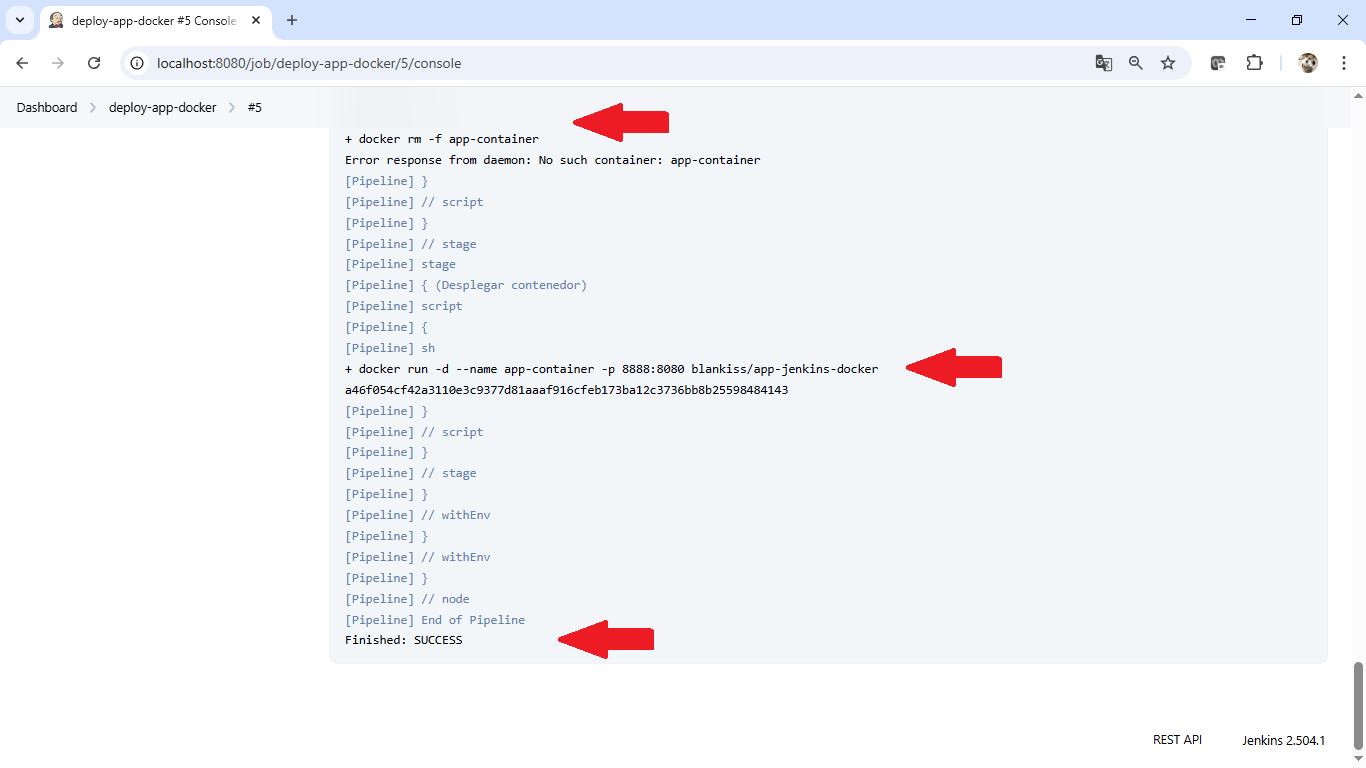 deploy-app-docker #5 Console
localhost:8080/job/deploy-app-docker/5/console
Dashboard > deploy-app-docker > #5
+ docker rm -f app-container
Error response from daemon: No such container: app-container
[Pipeline] }
[Pipeline] // script
[Pipeline] }
[Pipeline] // stage
[Pipeline] stage
[Pipeline] { (Desplegar contenedor)
[Pipeline] script
[Pipeline] {
[Pipeline] sh
+ docker run -d --name app-container -p 8888:8080 blankiss/app-jenkins-docker
a46f054cf42a3110e3c9377d81aaaf916cfeb173ba12c3736bb8b25598484143
[Pipeline] }
[Pipeline] // script
[Pipeline] }
[Pipeline] // stage
[Pipeline] }
[Pipeline] // withEnv
[Pipeline] }
[Pipeline] // withEnv
[Pipeline] }
[Pipeline] // node
[Pipeline] End of Pipeline
Finished: SUCCESS
REST API Jenkins 2.504.1